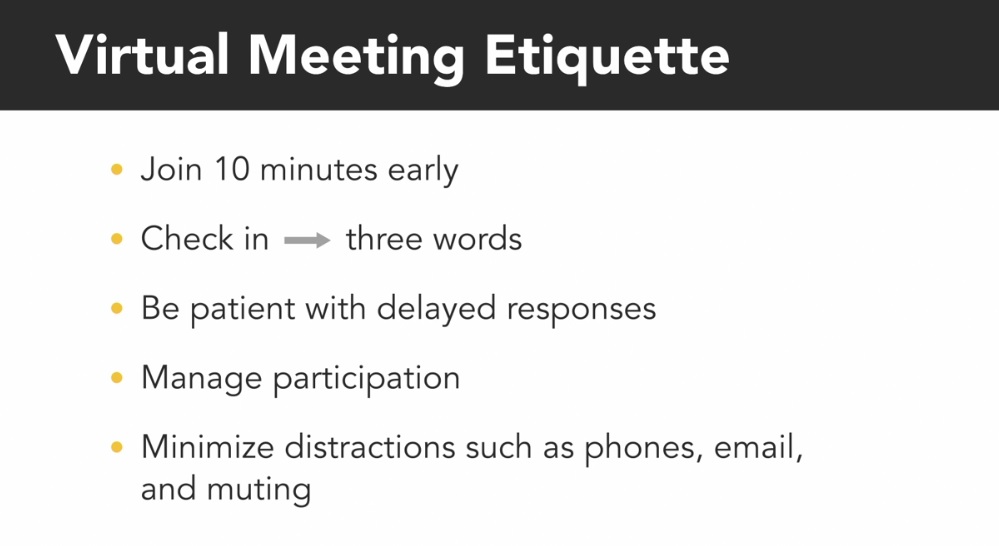 Virtual Meeting Etiquette
• Join 10 minutes early
• Check in → three words
• Be patient with delayed responses
• Manage participation
• Minimize distractions such as phones, email,
and muting